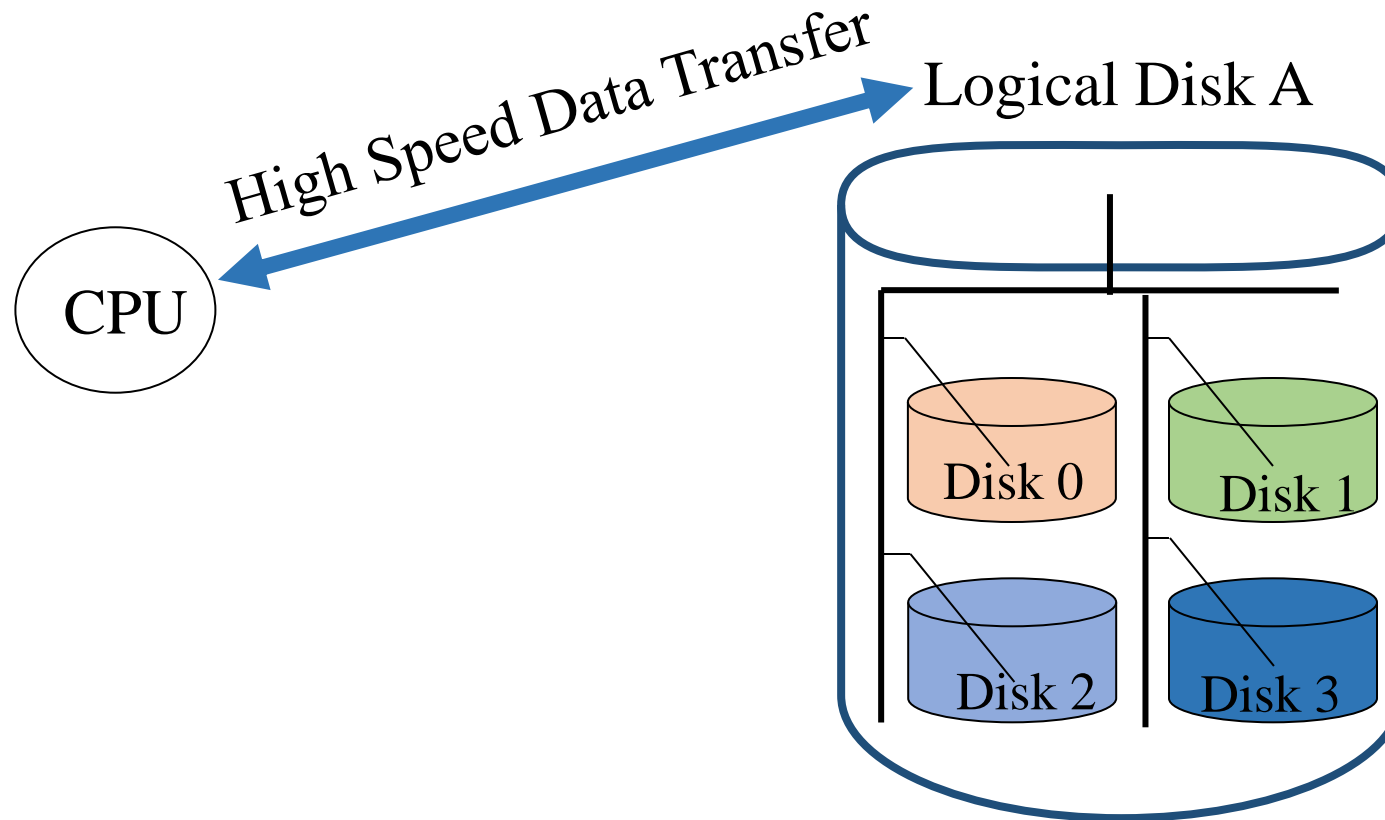 High Speed Data Transfer
Logical Disk A
CPU
Disk 0
Disk 1
Disk 2
Disk 3